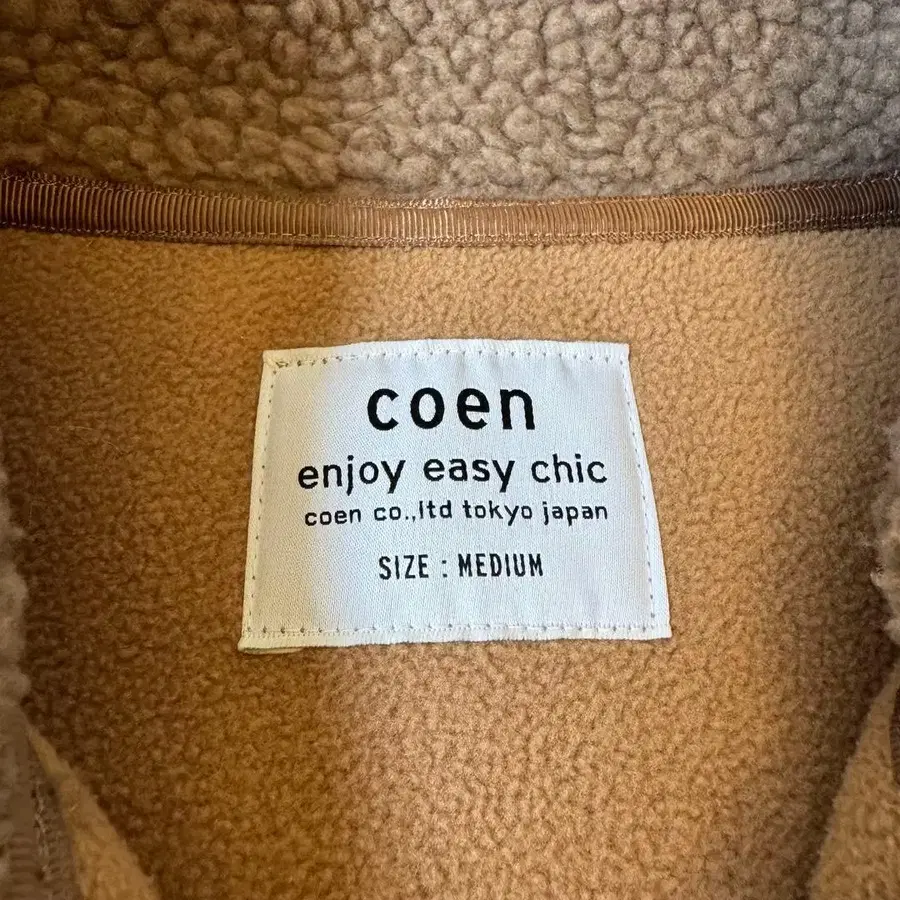 coen
enjoy easy chic
coen co.,ltd tokyo japan
SIZE : MEDIUM